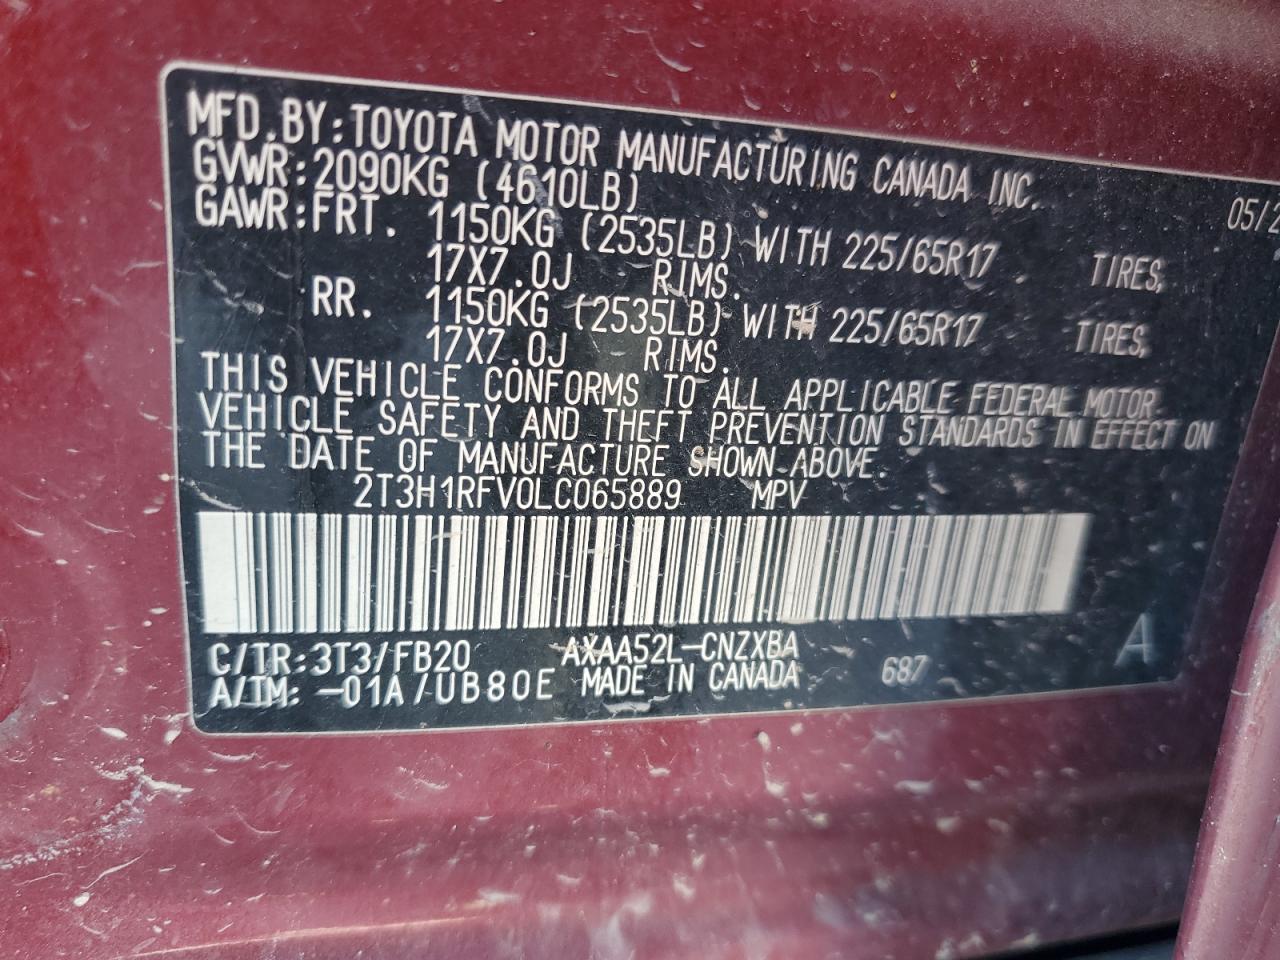 MFD.BY:TOYOTA MOTOR MANUFACTURING CANADA INC.
GVWR:2090KG (4610LB) 05/2
GAWR:FRT. 1150KG (2535LB) WITH 225/65R17 TIRES,
17X7.0J RIMS.
RR. 1150KG (2535LB) WITH 225/65R17 TIRES,
17X7.0J RIMS.
THIS VEHICLE CONFORMS TO ALL APPLICABLE FEDERAL MOTOR
VEHICLE SAFETY AND THEFT PREVENTION STANDARDS IN EFFECT ON
THE DATE OF MANUFACTURE SHOWN ABOVE.
2T3H1RFV0LC065889 MPV
C/TR:3T3/FB20 AXAA52L-CNZXBA
A/TM: -01A/UB80E MADE IN CANADA 687 A